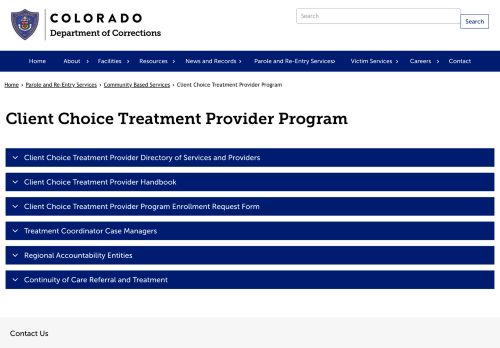 COLORADO
Department of Corrections
Search
Search
Home About Facilities Resources News and Records Parole and Re-Entry Services Victim Services Careers Contact
Home › Parole and Re-Entry Services › Community Based Services › Client Choice Treatment Provider Program
Client Choice Treatment Provider Program
Client Choice Treatment Provider Directory of Services and Providers
Client Choice Treatment Provider Handbook
Client Choice Treatment Provider Program Enrollment Request Form
Treatment Coordinator Case Managers
Regional Accountability Entities
Continuity of Care Referral and Treatment
Contact Us